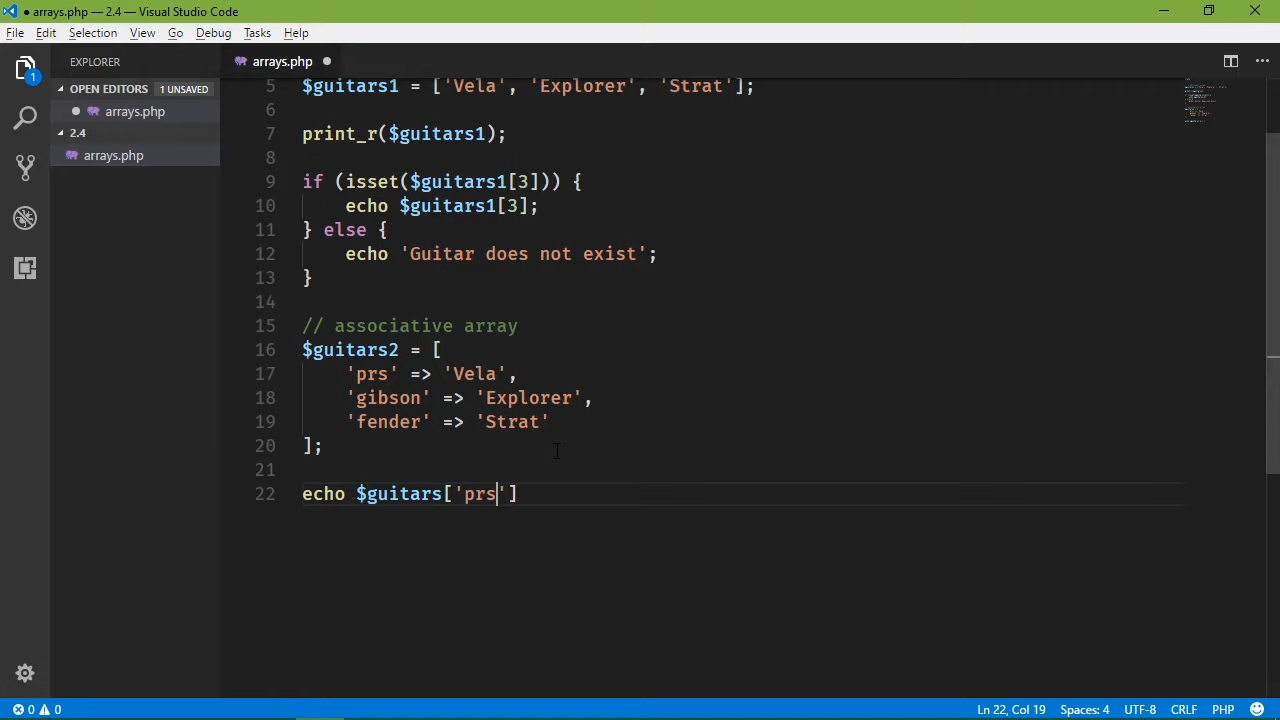 ● arrays.php — 2.4 — Visual Studio Code
File Edit Selection View Go Debug Tasks Help
EXPLORER
arrays.php
1
OPEN EDITORS 1 UNSAVED
arrays.php
2.4
arrays.php
5 $guitars1 = ['Vela', 'Explorer', 'Strat'];
6
7 print_r($guitars1);
8
9 if (isset($guitars1[3])) {
10 echo $guitars1[3];
11 } else {
12 echo 'Guitar does not exist';
13 }
14
15 // associative array
16 $guitars2 = [
17 'prs' => 'Vela',
18 'gibson' => 'Explorer',
19 'fender' => 'Strat'
20 ];
21
22 echo $guitars['prs']
0 0 Ln 22, Col 19 Spaces: 4 UTF-8 CRLF PHP